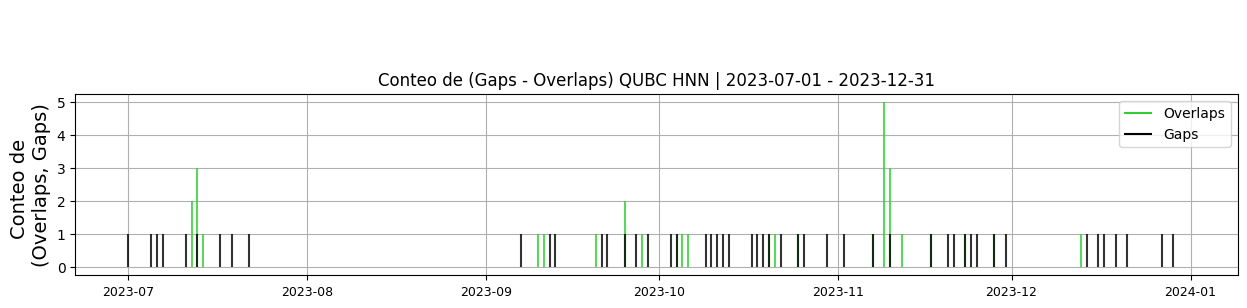 Conteo de (Gaps - Overlaps) QUBC HNN | 2023-07-01 - 2023-12-31
Conteo de
(Overlaps, Gaps)
5
4
3
2
1
0
Overlaps
Gaps
2023-07
2023-08
2023-09
2023-10
2023-11
2023-12
2024-01